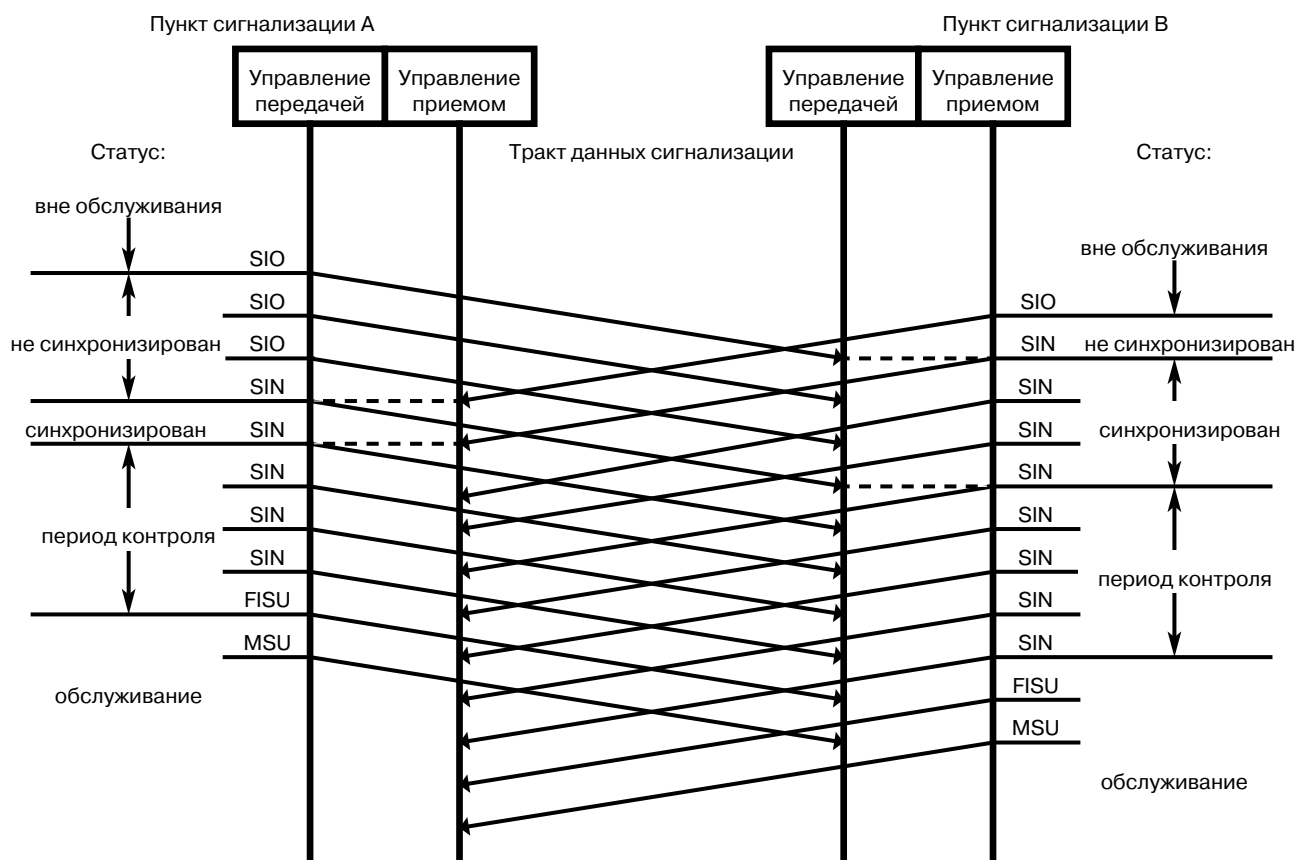 Пункт сигнализации A
Пункт сигнализации B
Управление
передачей
Управление
приемом
Управление
передачей
Управление
приемом
Статус:
Тракт данных сигнализации
Статус:
вне обслуживания
SIO
SIO
не синхронизирован
SIO
SIN
синхронизирован
SIN
SIN
SIN
период контроля
SIN
FISU
MSU
обслуживание
вне обслуживания
SIO
SIN
не синхронизирован
SIN
SIN
синхронизирован
SIN
SIN
SIN
период контроля
SIN
SIN
FISU
MSU
обслуживание